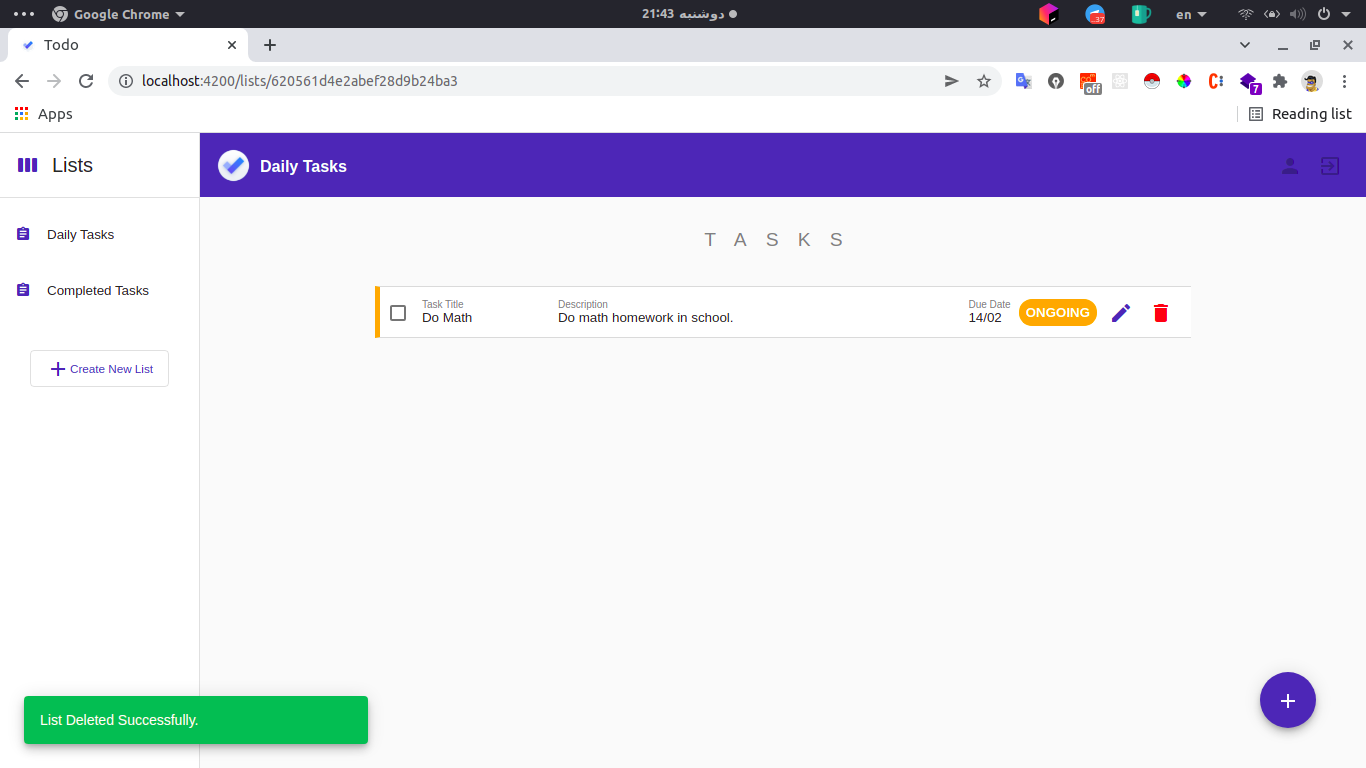 Google Chrome
21:43 دوشنبه
.37
en
Todo
localhost:4200/lists/620561d4e2abef28d9b24ba3
off
7
Apps
Reading list
Lists
Daily Tasks
Daily Tasks
Completed Tasks
Create New List
T A S K S
Task Title
Description
Due Date
Do Math
Do math homework in school.
14/02
ONGOING
List Deleted Successfully.